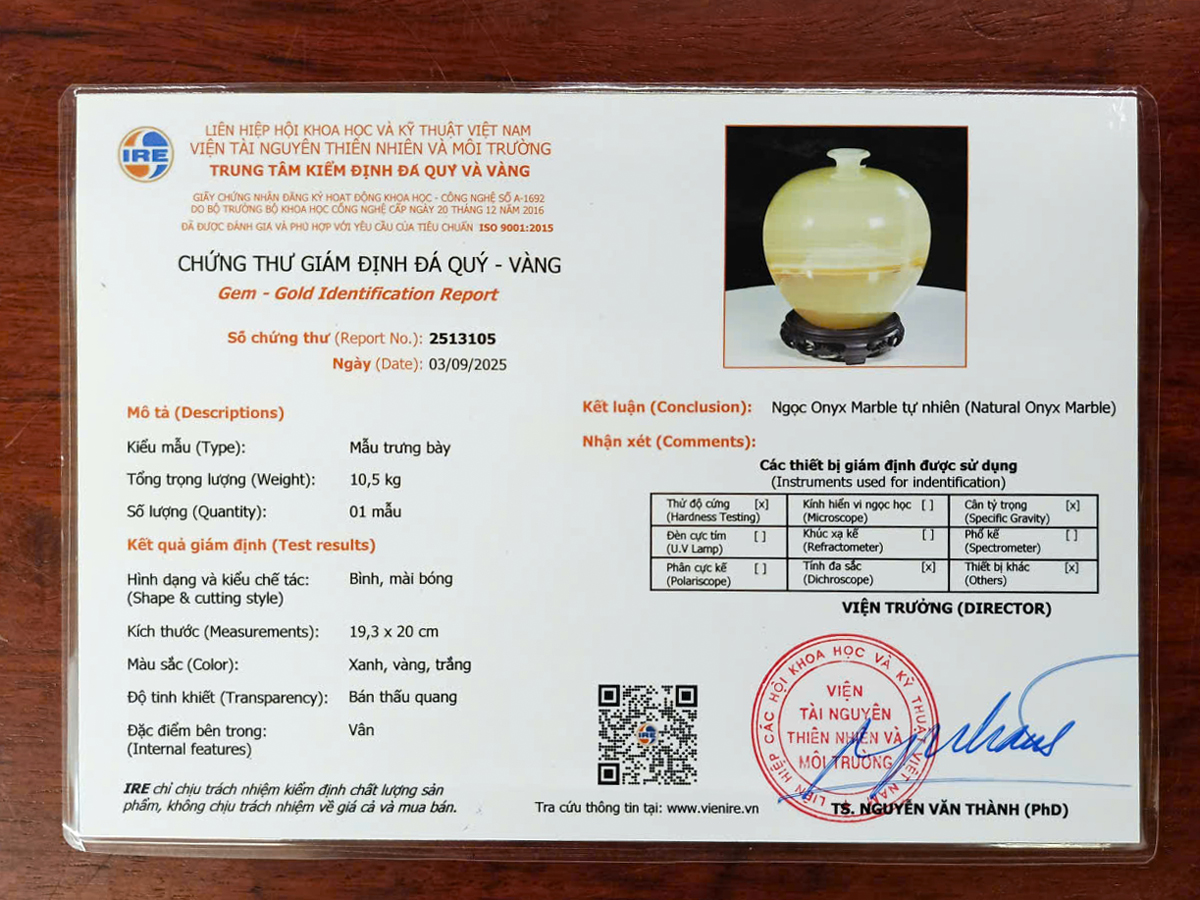 IRE
LIÊN HIỆP HỘI KHOA HỌC VÀ KỸ THUẬT VIỆT NAM
VIỆN TÀI NGUYÊN THIÊN NHIÊN VÀ MÔI TRƯỜNG
TRUNG TÂM KIỂM ĐỊNH ĐÁ QUÝ VÀ VÀNG
GIẤY CHỨNG NHẬN ĐĂNG KÝ HOẠT ĐỘNG KHOA HỌC - CÔNG NGHỆ SỐ A-1692
DO BỘ TRƯỞNG BỘ KHOA HỌC CÔNG NGHỆ CẤP NGÀY 20 THÁNG 12 NĂM 2016
ĐÃ ĐƯỢC ĐÁNH GIÁ VÀ PHÙ HỢP VỚI YÊU CẦU CỦA TIÊU CHUẨN ISO 9001:2015
CHỨNG THƯ GIÁM ĐỊNH ĐÁ QUÝ - VÀNG
Gem - Gold Identification Report
Số chứng thư (Report No.): 2513105
Ngày (Date): 03/09/2025
Mô tả (Descriptions)
Kiểu mẫu (Type): Mẫu trưng bày
Tổng trọng lượng (Weight): 10,5 kg
Số lượng (Quantity): 01 mẫu
Kết quả giám định (Test results)
Hình dạng và kiểu chế tác: Bình, mài bóng
(Shape & cutting style)
Kích thước (Measurements): 19,3 x 20 cm
Màu sắc (Color): Xanh, vàng, trắng
Độ tinh khiết (Transparency): Bán thấu quang
Đặc điểm bên trong: Vân
(Internal features)
IRE chỉ chịu trách nhiệm kiểm định chất lượng sản
phẩm, không chịu trách nhiệm về giá cả và mua bán.
Kết luận (Conclusion): Ngọc Onyx Marble tự nhiên (Natural Onyx Marble)
Nhận xét (Comments):
Các thiết bị giám định được sử dụng
(Instruments used for indentification)
Thử độ cứng [x] Kính hiển vi ngọc học [ ] Cân tỷ trọng [x]
(Hardness Testing) (Microscope) (Specific Gravity)
Đèn cực tím [ ] Khúc xạ kế [ ] Phổ kế [ ]
(U.V Lamp) (Refractometer) (Spectrometer)
Phân cực kế [ ] Tính đa sắc [x] Thiết bị khác [x]
(Polariscope) (Dichroscope) (Others)
VIỆN TRƯỞNG (DIRECTOR)
LIÊN HIỆP CÁC HỘI KHOA HỌC VÀ KỸ THUẬT VIỆT NAM
VIỆN
TÀI NGUYÊN
THIÊN NHIÊN VÀ
MÔI TRƯỜNG
IRE
Tra cứu thông tin tại: www.vienire.vn
TS. NGUYỄN VĂN THÀNH (PhD)